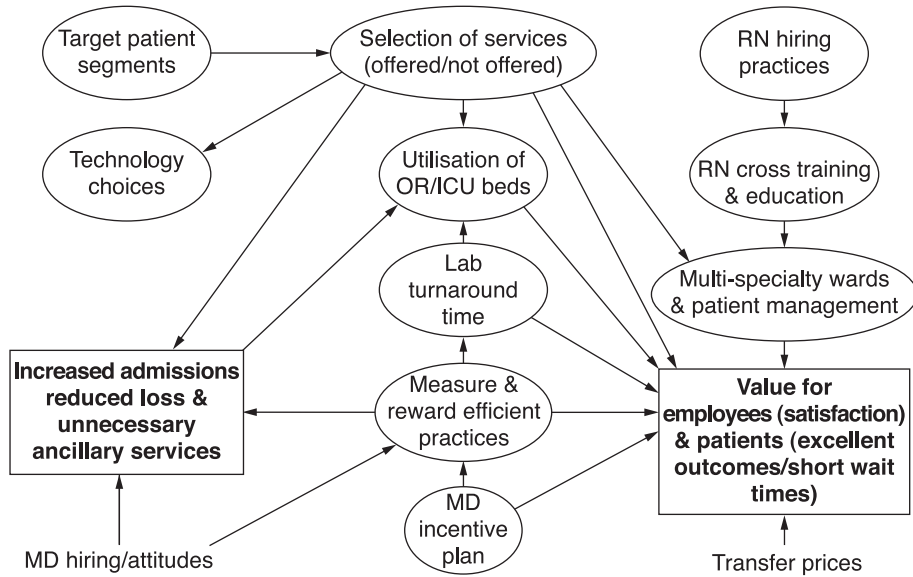 Target patient
segments
Selection of services
(offered/not offered)
RN hiring
practices
Technology
choices
Utilisation of
OR/ICU beds
RN cross training
& education
Lab
turnaround
time
Multi-specialty wards
& patient management
Increased admissions
reduced loss &
unnecessary
ancillary services
Measure &
reward efficient
practices
Value for
employees (satisfaction)
& patients (excellent
outcomes/short wait
times)
MD hiring/attitudes
MD
incentive
plan
Transfer prices